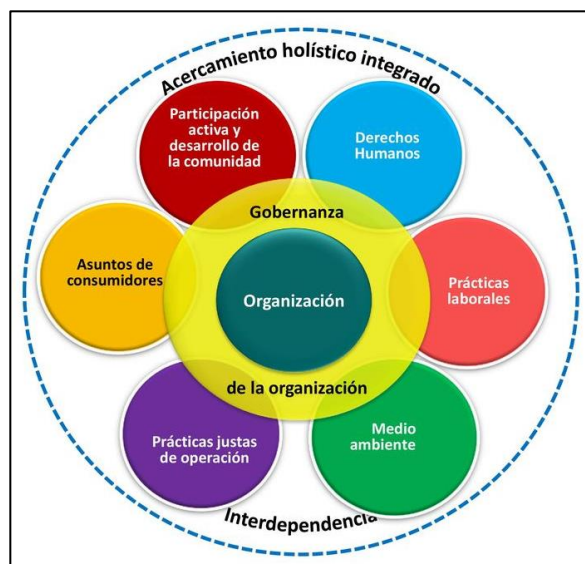 Acercamiento holístico integrado
Participación
activa y
desarrollo de
la comunidad
Derechos
Humanos
Gobernanza
Asuntos de
consumidores
Organización
Prácticas
laborales
de la organización
Prácticas justas
de operación
Medio
ambiente
Interdependencia